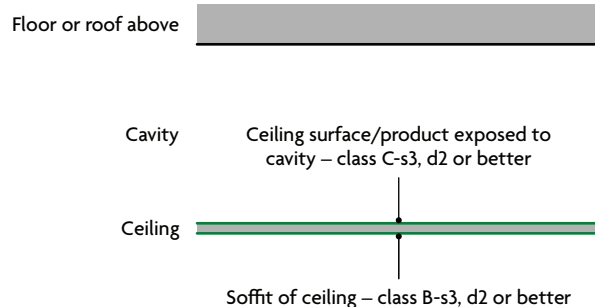 Floor or roof above
Cavity
Ceiling surface/product exposed to
cavity – class C-s3, d2 or better
Ceiling
Soffit of ceiling – class B-s3, d2 or better